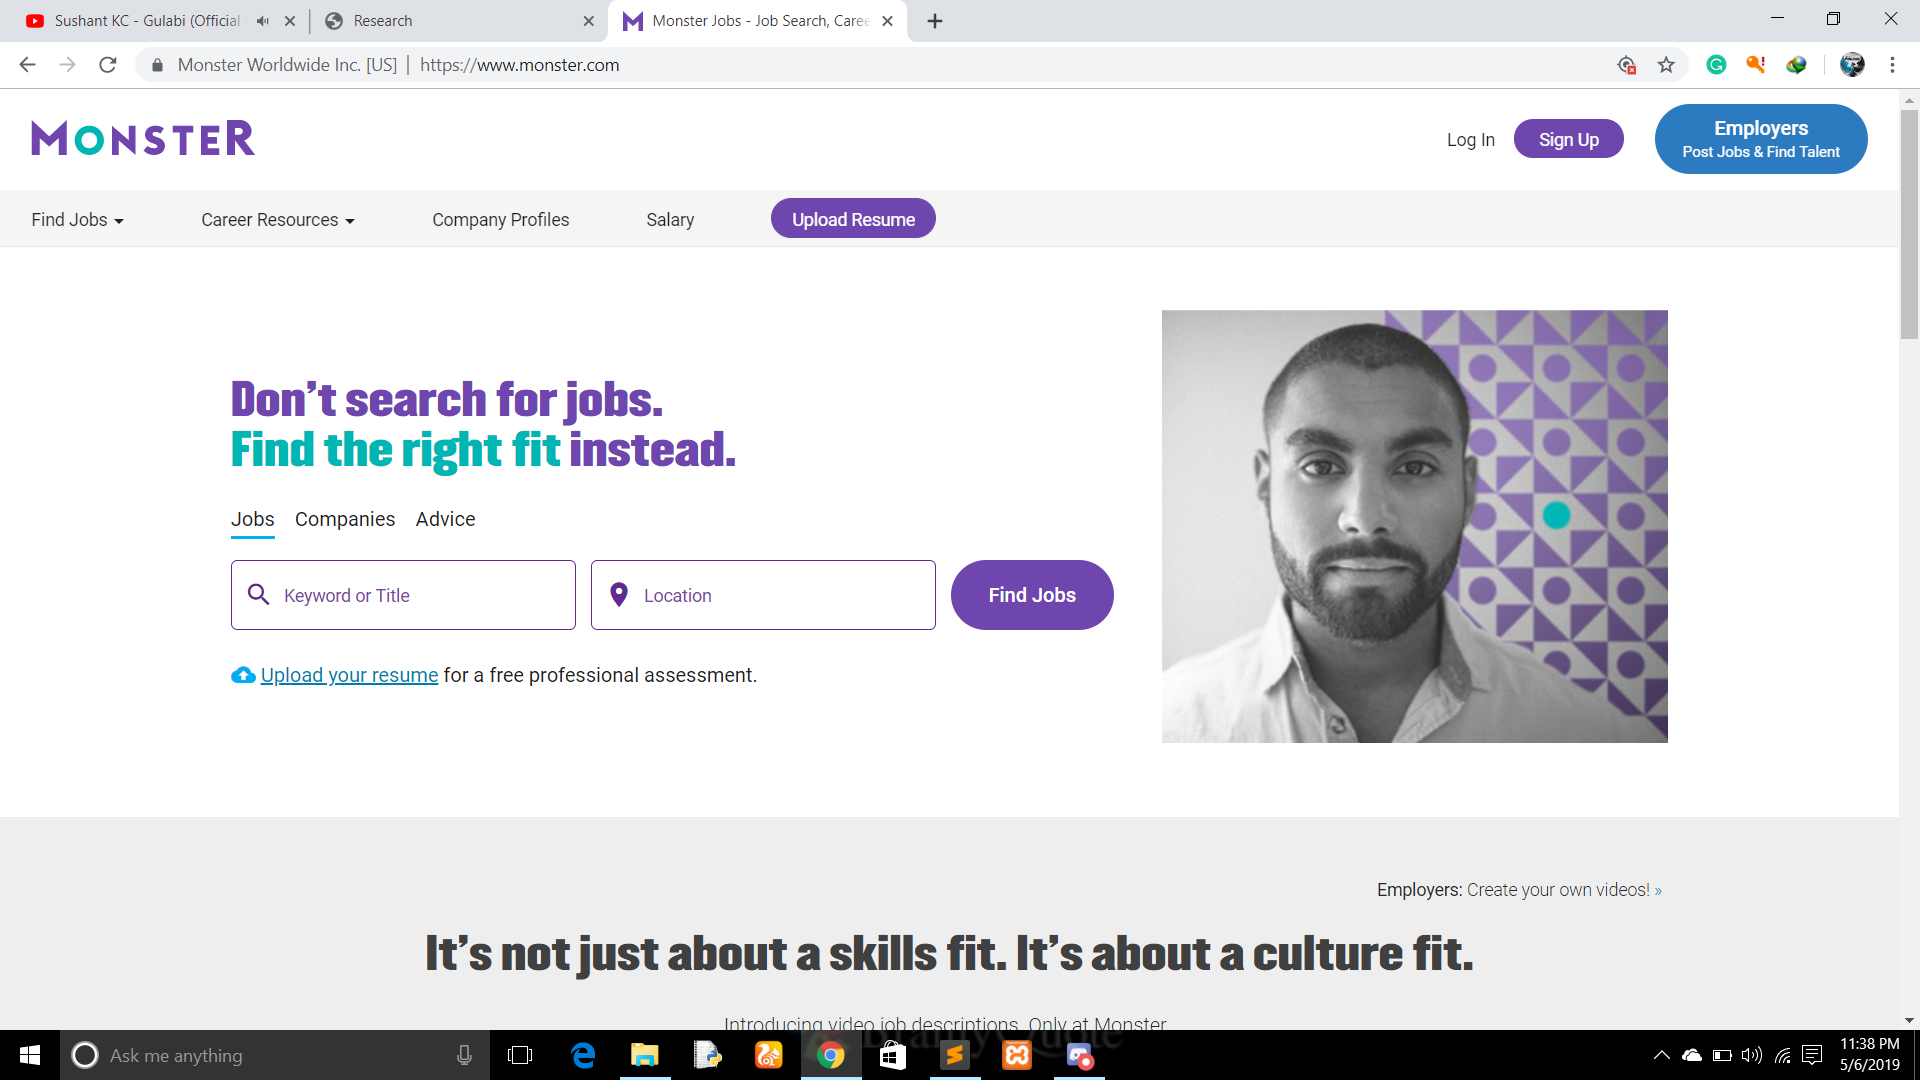 Sushant KC - Gulabi (Official
Research
Monster Jobs - Job Search, Caree
Monster Worldwide Inc. [US] | https://www.monster.com
MONSTER
Log In
Sign Up
Employers
Post Jobs & Find Talent
Find Jobs
Career Resources
Company Profiles
Salary
Upload Resume
Don't search for jobs.
Find the right fit instead.
Jobs
Companies
Advice
Keyword or Title
Location
Find Jobs
Upload your resume for a free professional assessment.
Employers: Create your own videos! »
It's not just about a skills fit. It's about a culture fit.
Introducing video job descriptions. Only at Monster
Ask me anything
11:38 PM
5/6/2019